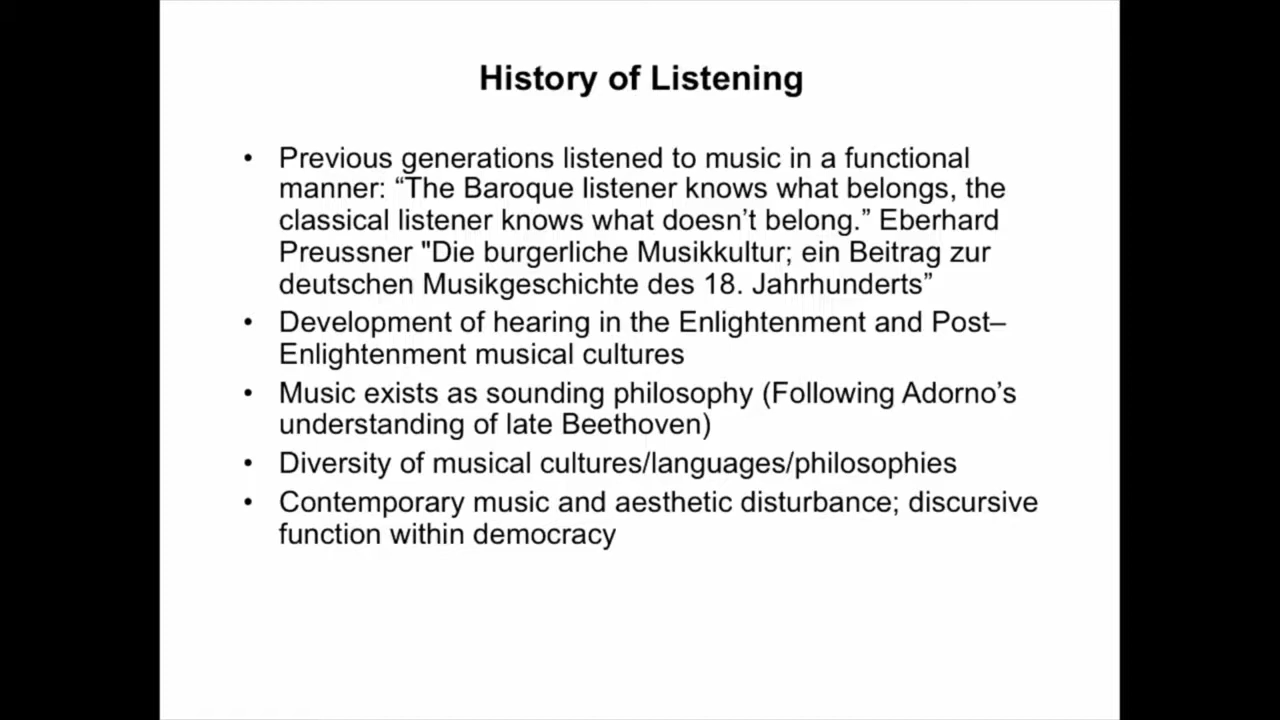 History of Listening
• Previous generations listened to music in a functional
manner: “The Baroque listener knows what belongs, the
classical listener knows what doesn’t belong.” Eberhard
Preussner "Die burgerliche Musikkultur; ein Beitrag zur
deutschen Musikgeschichte des 18. Jahrhunderts”
• Development of hearing in the Enlightenment and Post–
Enlightenment musical cultures
• Music exists as sounding philosophy (Following Adorno’s
understanding of late Beethoven)
• Diversity of musical cultures/languages/philosophies
• Contemporary music and aesthetic disturbance; discursive
function within democracy